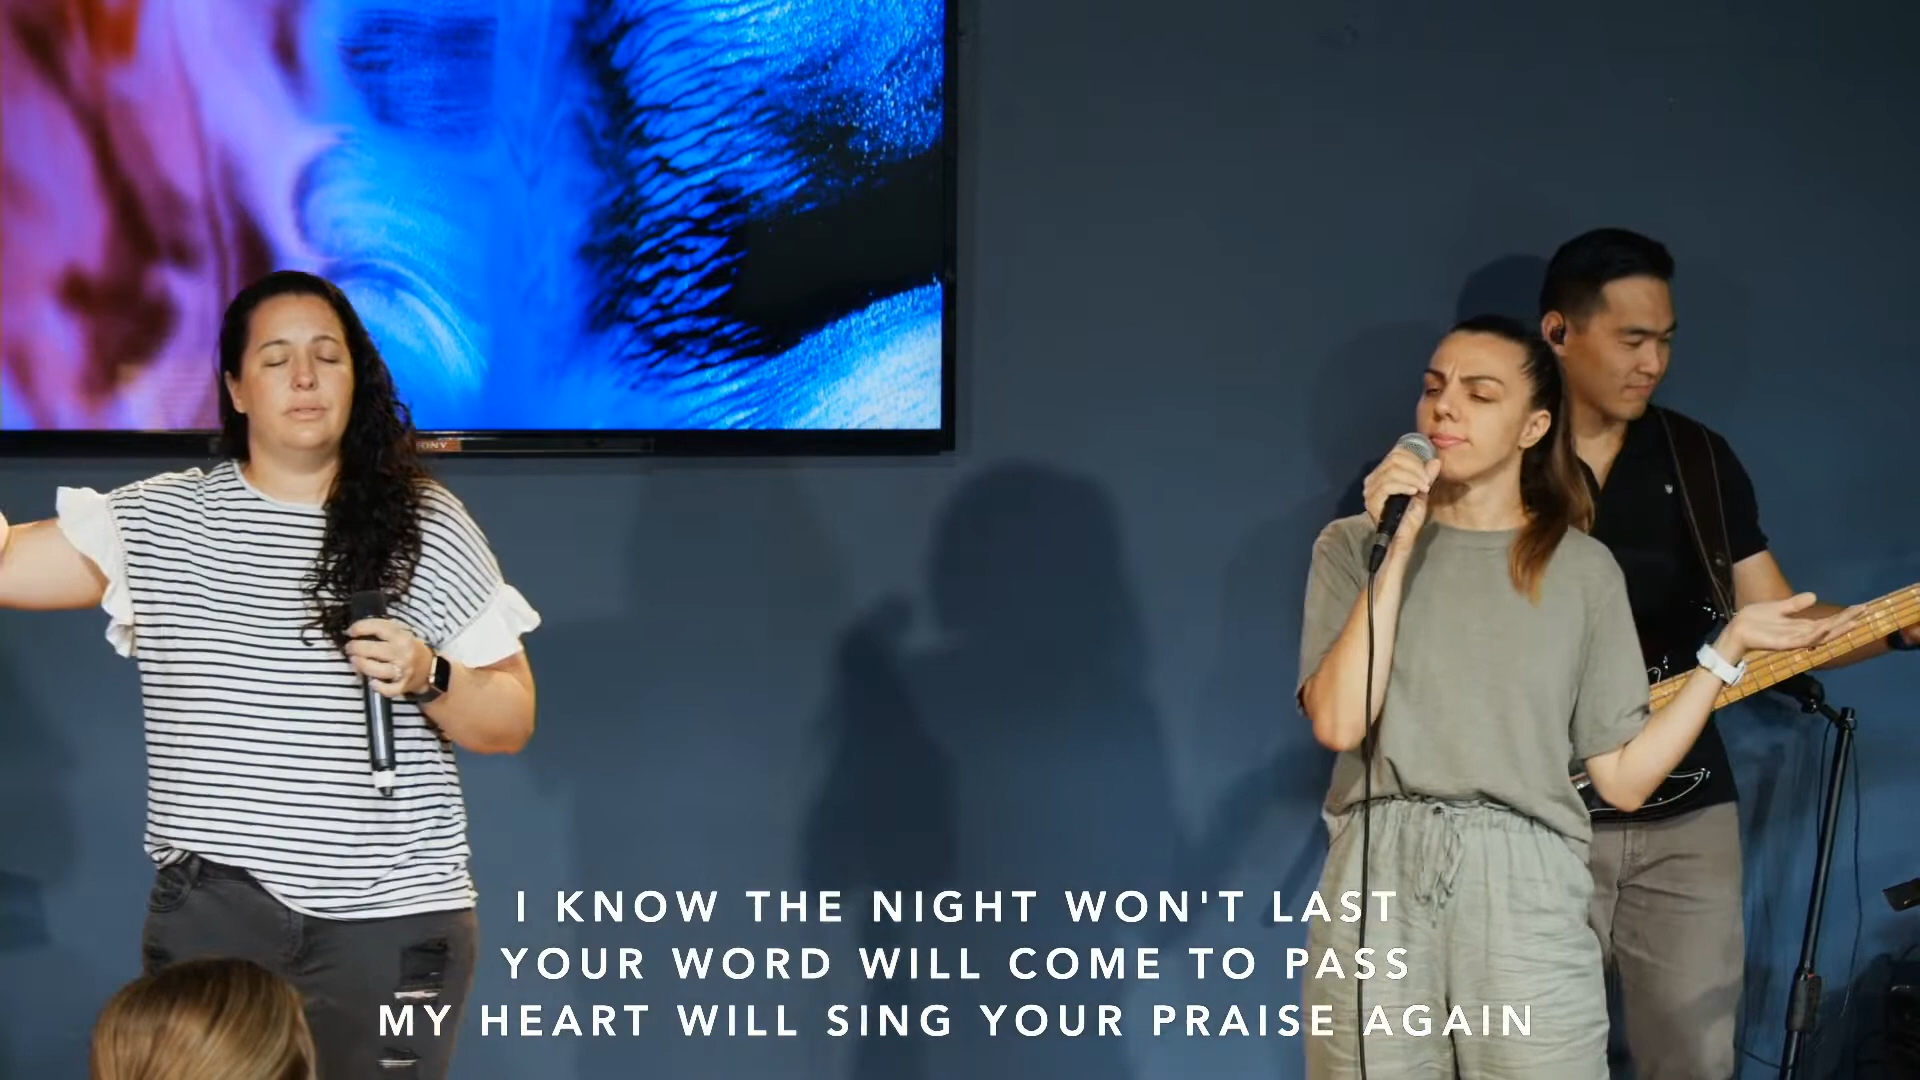 I KNOW THE NIGHT WON'T LAST
YOUR WORD WILL COME TO PASS
MY HEART WILL SING YOUR PRAISE AGAIN